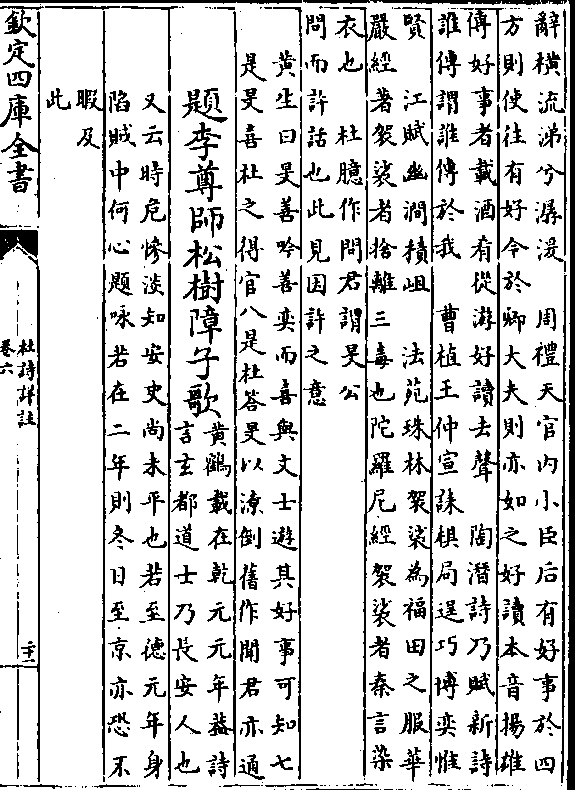 辭橫流涕兮潺湲　周禮天官内小臣后有好事於四
方則使往有好令於卿大夫則亦如之好讀本音揚雄
傳好事者載酒肴從游好讀去聲　陶潛詩乃賦新詩
誰傳謂誰傳於我　曹植王仲宣誄棋局逞巧博奕惟
賢　江賦幽澗積岨　法苑珠林袈裟為福田之服華
嚴經著袈裟者捨離三毒也陀羅尼經袈裟者秦言染
衣也　杜臆作問君謂旻公
問而許話也此見因許之意
黄生曰旻善吟善奕而喜與文士遊其好事可知七
是旻喜杜之得官八是杜答旻以潦倒舊作聞君亦通
題李尊師松樹障子歌
黄鶴載在乾元元年葢詩
言玄都道士乃長安人也
又云時危慘淡知安史尚未平也若至德元年身
陷賊中何心題咏若在二年則冬日至京亦恐不
暇及
此
欽定四庫全書
杜詩詳註
卷六
二十二